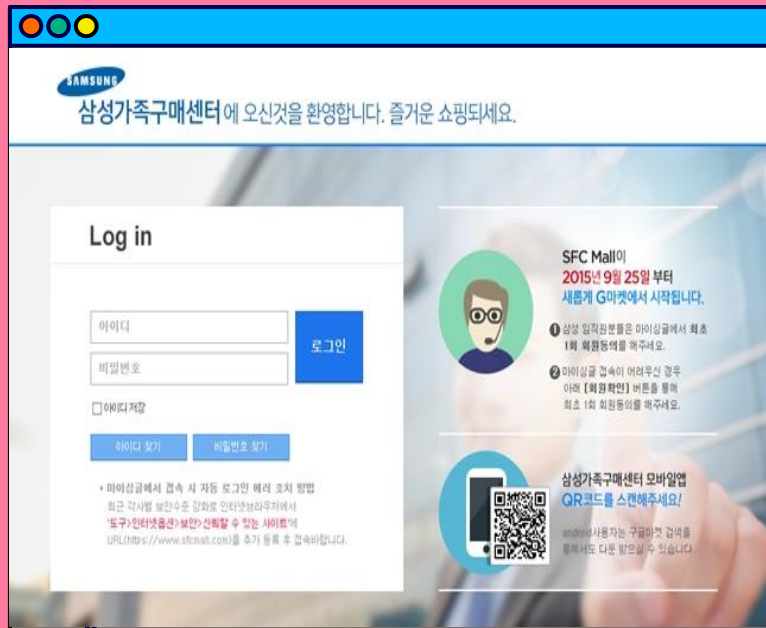 SAMSUNG
삼성가족구매센터에 오신것을 환영합니다. 즐거운 쇼핑되세요.
Log in
아이디
비밀번호
로그인
아이디 저장
아이디 찾기
비밀번호 찾기
마이싱글에서 접속 시 자동 로그인 에러 조치 방법
최근 각사별 보안수준 강화로 인터넷브라우저에서
'도구>인터넷옵션>보안>신뢰할 수 있는 사이트'에
URL(https://www.sfcmall.com)을 추가 등록 후 접속바랍니다.
SFC Mall이
2015년 9월 25일 부터
새롭게 G마켓에서 시작됩니다.
1 삼성 임직원분들은 마이싱글에서 최초
1회 회원동의를 해주세요.
2 마이싱글 접속이 어려우신 경우
아래 [회원확인] 버튼을 통해
최초 1회 회원동의를 해주세요.
삼성가족구매센터 모바일앱
QR코드를 스캔해주세요!
android사용자는 구글마켓 검색을
통해서도 다운 받으실 수 있습니다